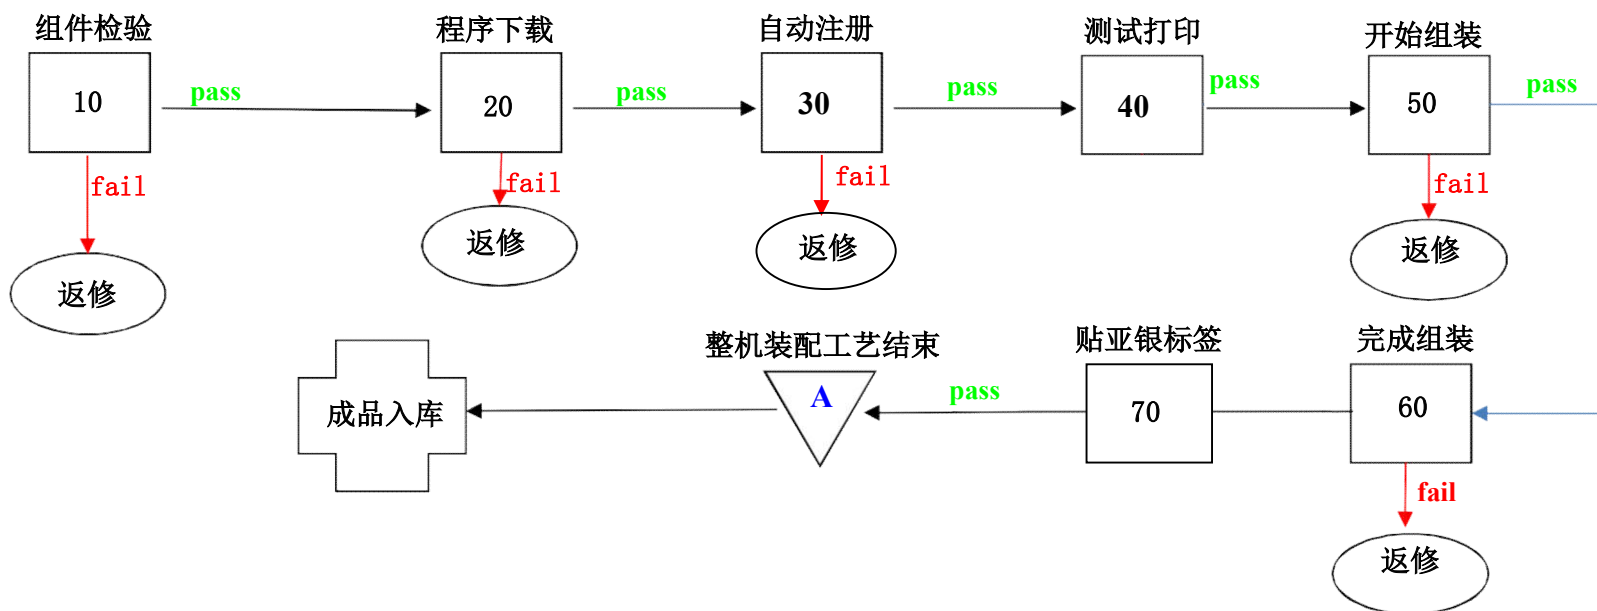 组件检验
程序下载
自动注册
测试打印
开始组装
10
pass
20
pass
30
pass
40
pass
50
pass
fail
fail
fail
fail
返修
返修
返修
返修
成品入库
整机装配工艺结束
A
pass
贴亚银标签
70
完成组装
60
fail
返修